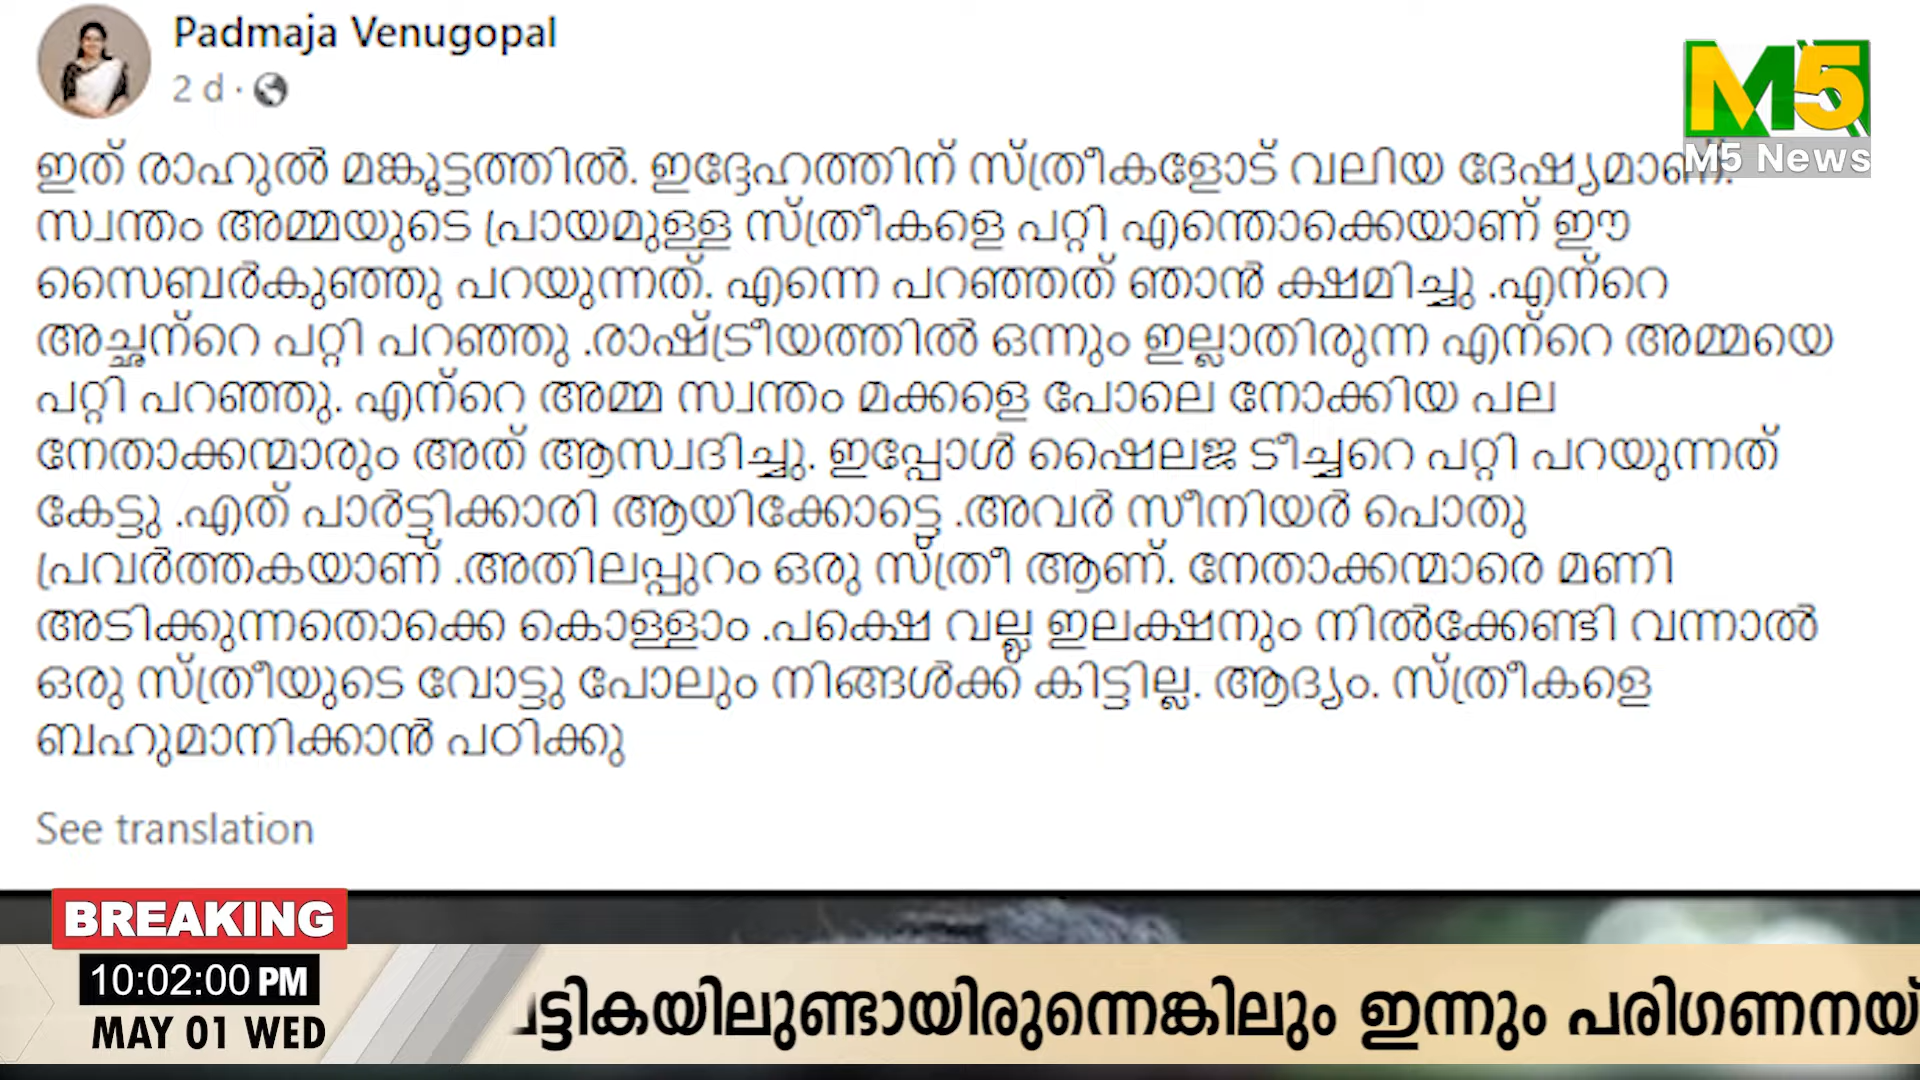 Padmaja Venugopal
2 d ·
M5
M5 News
ഇത് രാഹുൽ മങ്കൂട്ടത്തിൽ. ഇദ്ദേഹത്തിന് സ്ത്രീകളോട് വലിയ ദേഷ്യമാണ്.
സ്വന്തം അമ്മയുടെ പ്രായമുള്ള സ്ത്രീകളെ പറ്റി എന്തൊക്കെയാണ് ഈ
സൈബർകുഞ്ഞു പറയുന്നത്. എന്നെ പറഞ്ഞത് ഞാൻ ക്ഷമിച്ചു .എന്റെ
അച്ഛന്റെ പറ്റി പറഞ്ഞു .രാഷ്ട്രീയത്തിൽ ഒന്നും ഇല്ലാതിരുന്ന എന്റെ അമ്മയെ
പറ്റി പറഞ്ഞു. എന്റെ അമ്മ സ്വന്തം മക്കളെ പോലെ നോക്കിയ പല
നേതാക്കന്മാരും അത് ആസ്വദിച്ചു. ഇപ്പോൾ ഷൈലജ ടീച്ചറെ പറ്റി പറയുന്നത്
കേട്ടു .എത് പാർട്ടിക്കാരി ആയിക്കോട്ടെ .അവർ സീനിയർ പൊതു
പ്രവർത്തകയാണ് .അതിലപ്പുറം ഒരു സ്ത്രീ ആണ്. നേതാക്കന്മാരെ മണി
അടിക്കുന്നതൊക്കെ കൊള്ളാം .പക്ഷെ വല്ല ഇലക്ഷനും നിൽക്കേണ്ടി വന്നാൽ
ഒരു സ്ത്രീയുടെ വോട്ടു പോലും നിങ്ങൾക്ക് കിട്ടില്ല. ആദ്യം. സ്ത്രീകളെ
ബഹുമാനിക്കാൻ പഠിക്കു
See translation
BREAKING
10:02:00 PM
MAY 01 WED
പട്ടികയിലുണ്ടായിരുന്നെങ്കിലും ഇന്നും പരിഗണനയ്